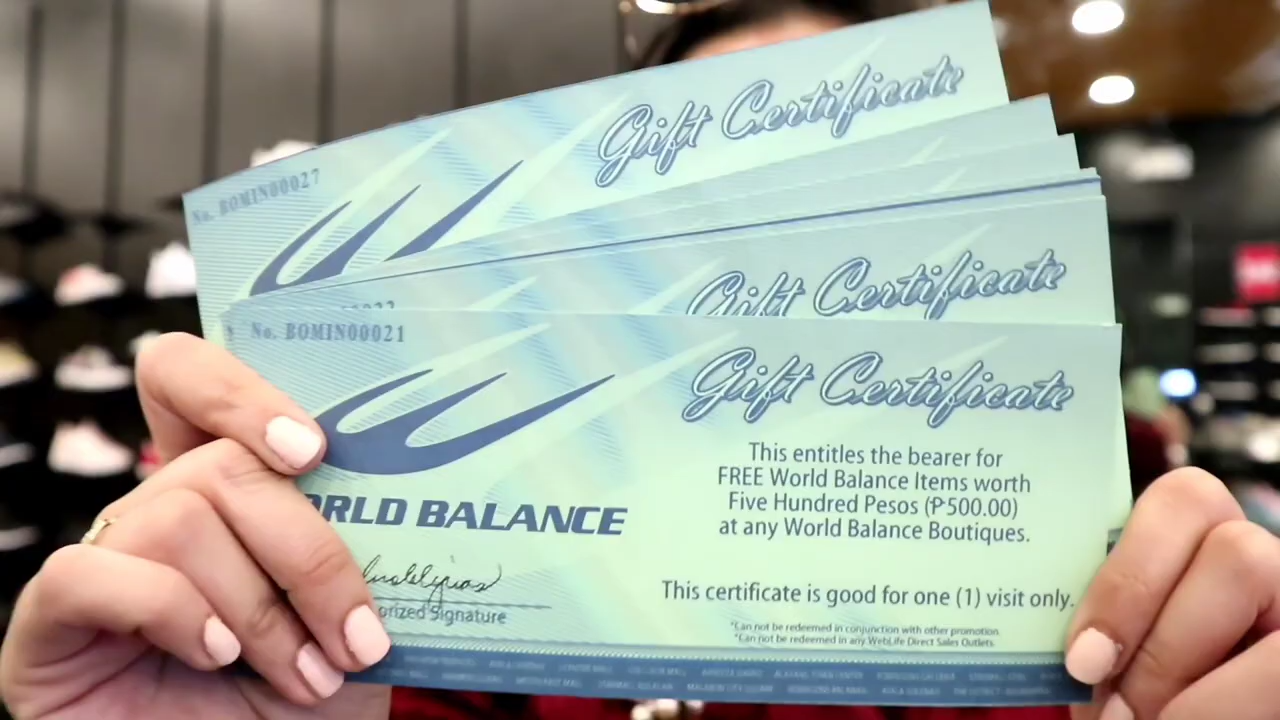 No. BOMIN00027
Gift Certificate
Gift Certificate
No. BOMIN00021
Gift Certificate
WORLD BALANCE
This entitles the bearer for
FREE World Balance Items worth
Five Hundred Pesos (₱500.00)
at any World Balance Boutiques.
This certificate is good for one (1) visit only.
Signature
*Can not be redeemed in conjunction with other promotion.
*Can not be redeemed in any WebLife Direct Sales Outlets.